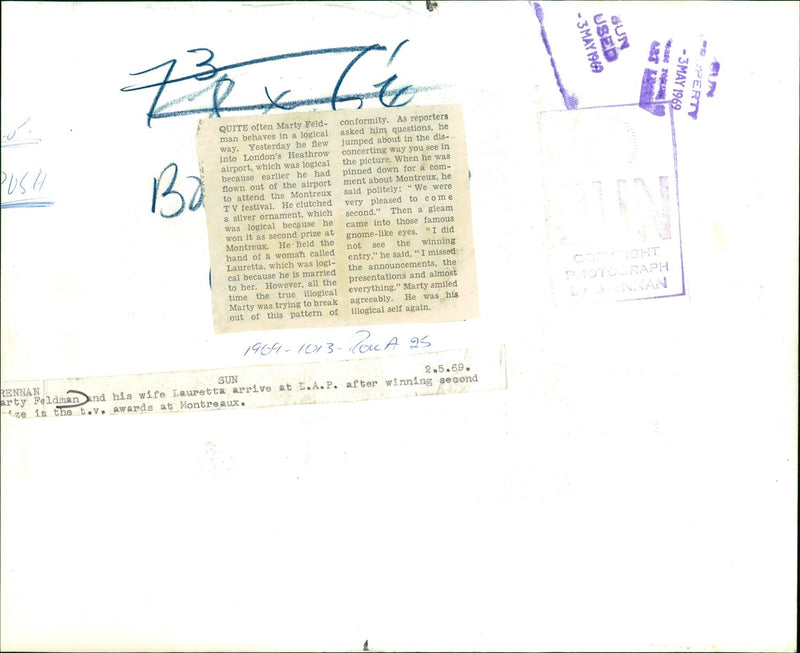 SUN
USED
- 3 MAY 1969
- 3 MAY 1969
QUITE often Marty Feld-
man behaves in a logical
way. Yesterday he flew
into London's Heathrow
airport, which was logical
because earlier he had
flown out of the airport
to attend the Montreux
TV festival. He clutched
a silver ornament, which
was logical because he
won it as second prize at
Montreux. He held the
hand of a woman called
Lauretta, which was logi-
cal because he is married
to her. However, all the
time the true illogical
Marty was trying to break
out of this pattern of
conformity. As reporters
asked him questions, he
jumped about in the dis-
concerting way you see in
the picture. When he was
pinned down for a com-
ment about Montreux, he
said politely: "We were
very pleased to come
second." Then a gleam
came into those famous
gnome-like eyes. "I did
not see the winning
entry," he said, "I missed
the announcements, the
presentations and almost
everything." Marty smiled
agreeably. He was his
illogical self again.
SUN
COPYRIGHT
PHOTOGRAPH
1969-1013-
RENNAN SUN 2.5.69.
arty Feldman and his wife Lauretta arrive at L.A.P. after winning second
ize in the t.v. awards at Montreaux.